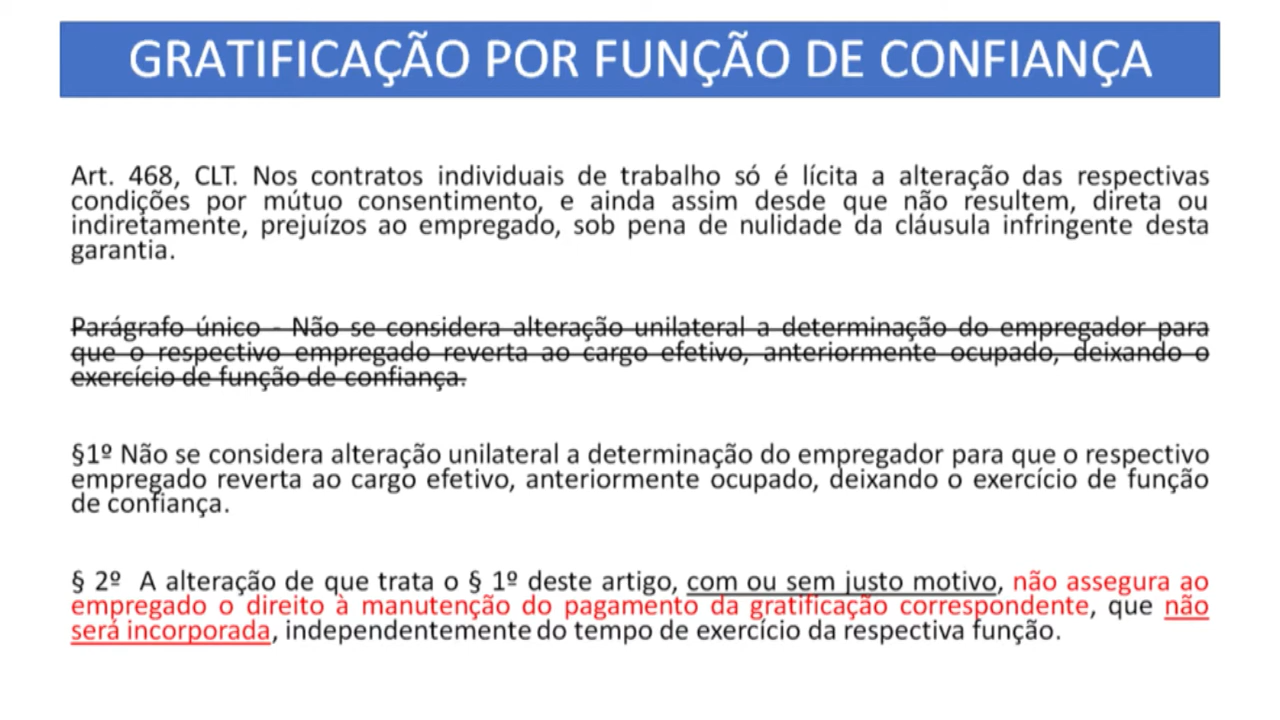 GRATIFICAÇÃO POR FUNÇÃO DE CONFIANÇA
Art. 468, CLT. Nos contratos individuais de trabalho só é lícita a alteração das respectivas
condições por mútuo consentimento, e ainda assim desde que não resultem, direta ou
indiretamente, prejuízos ao empregado, sob pena de nulidade da cláusula infringente desta
garantia.
Parágrafo único - Não se considera alteração unilateral a determinação do empregador para
que o respectivo empregado reverta ao cargo efetivo, anteriormente ocupado, deixando o
exercício de função de confiança.
§1º Não se considera alteração unilateral a determinação do empregador para que o respectivo
empregado reverta ao cargo efetivo, anteriormente ocupado, deixando o exercício de função
de confiança.
§ 2º A alteração de que trata o § 1º deste artigo, com ou sem justo motivo, não assegura ao
empregado o direito à manutenção do pagamento da gratificação correspondente, que não
será incorporada, independentemente do tempo de exercício da respectiva função.